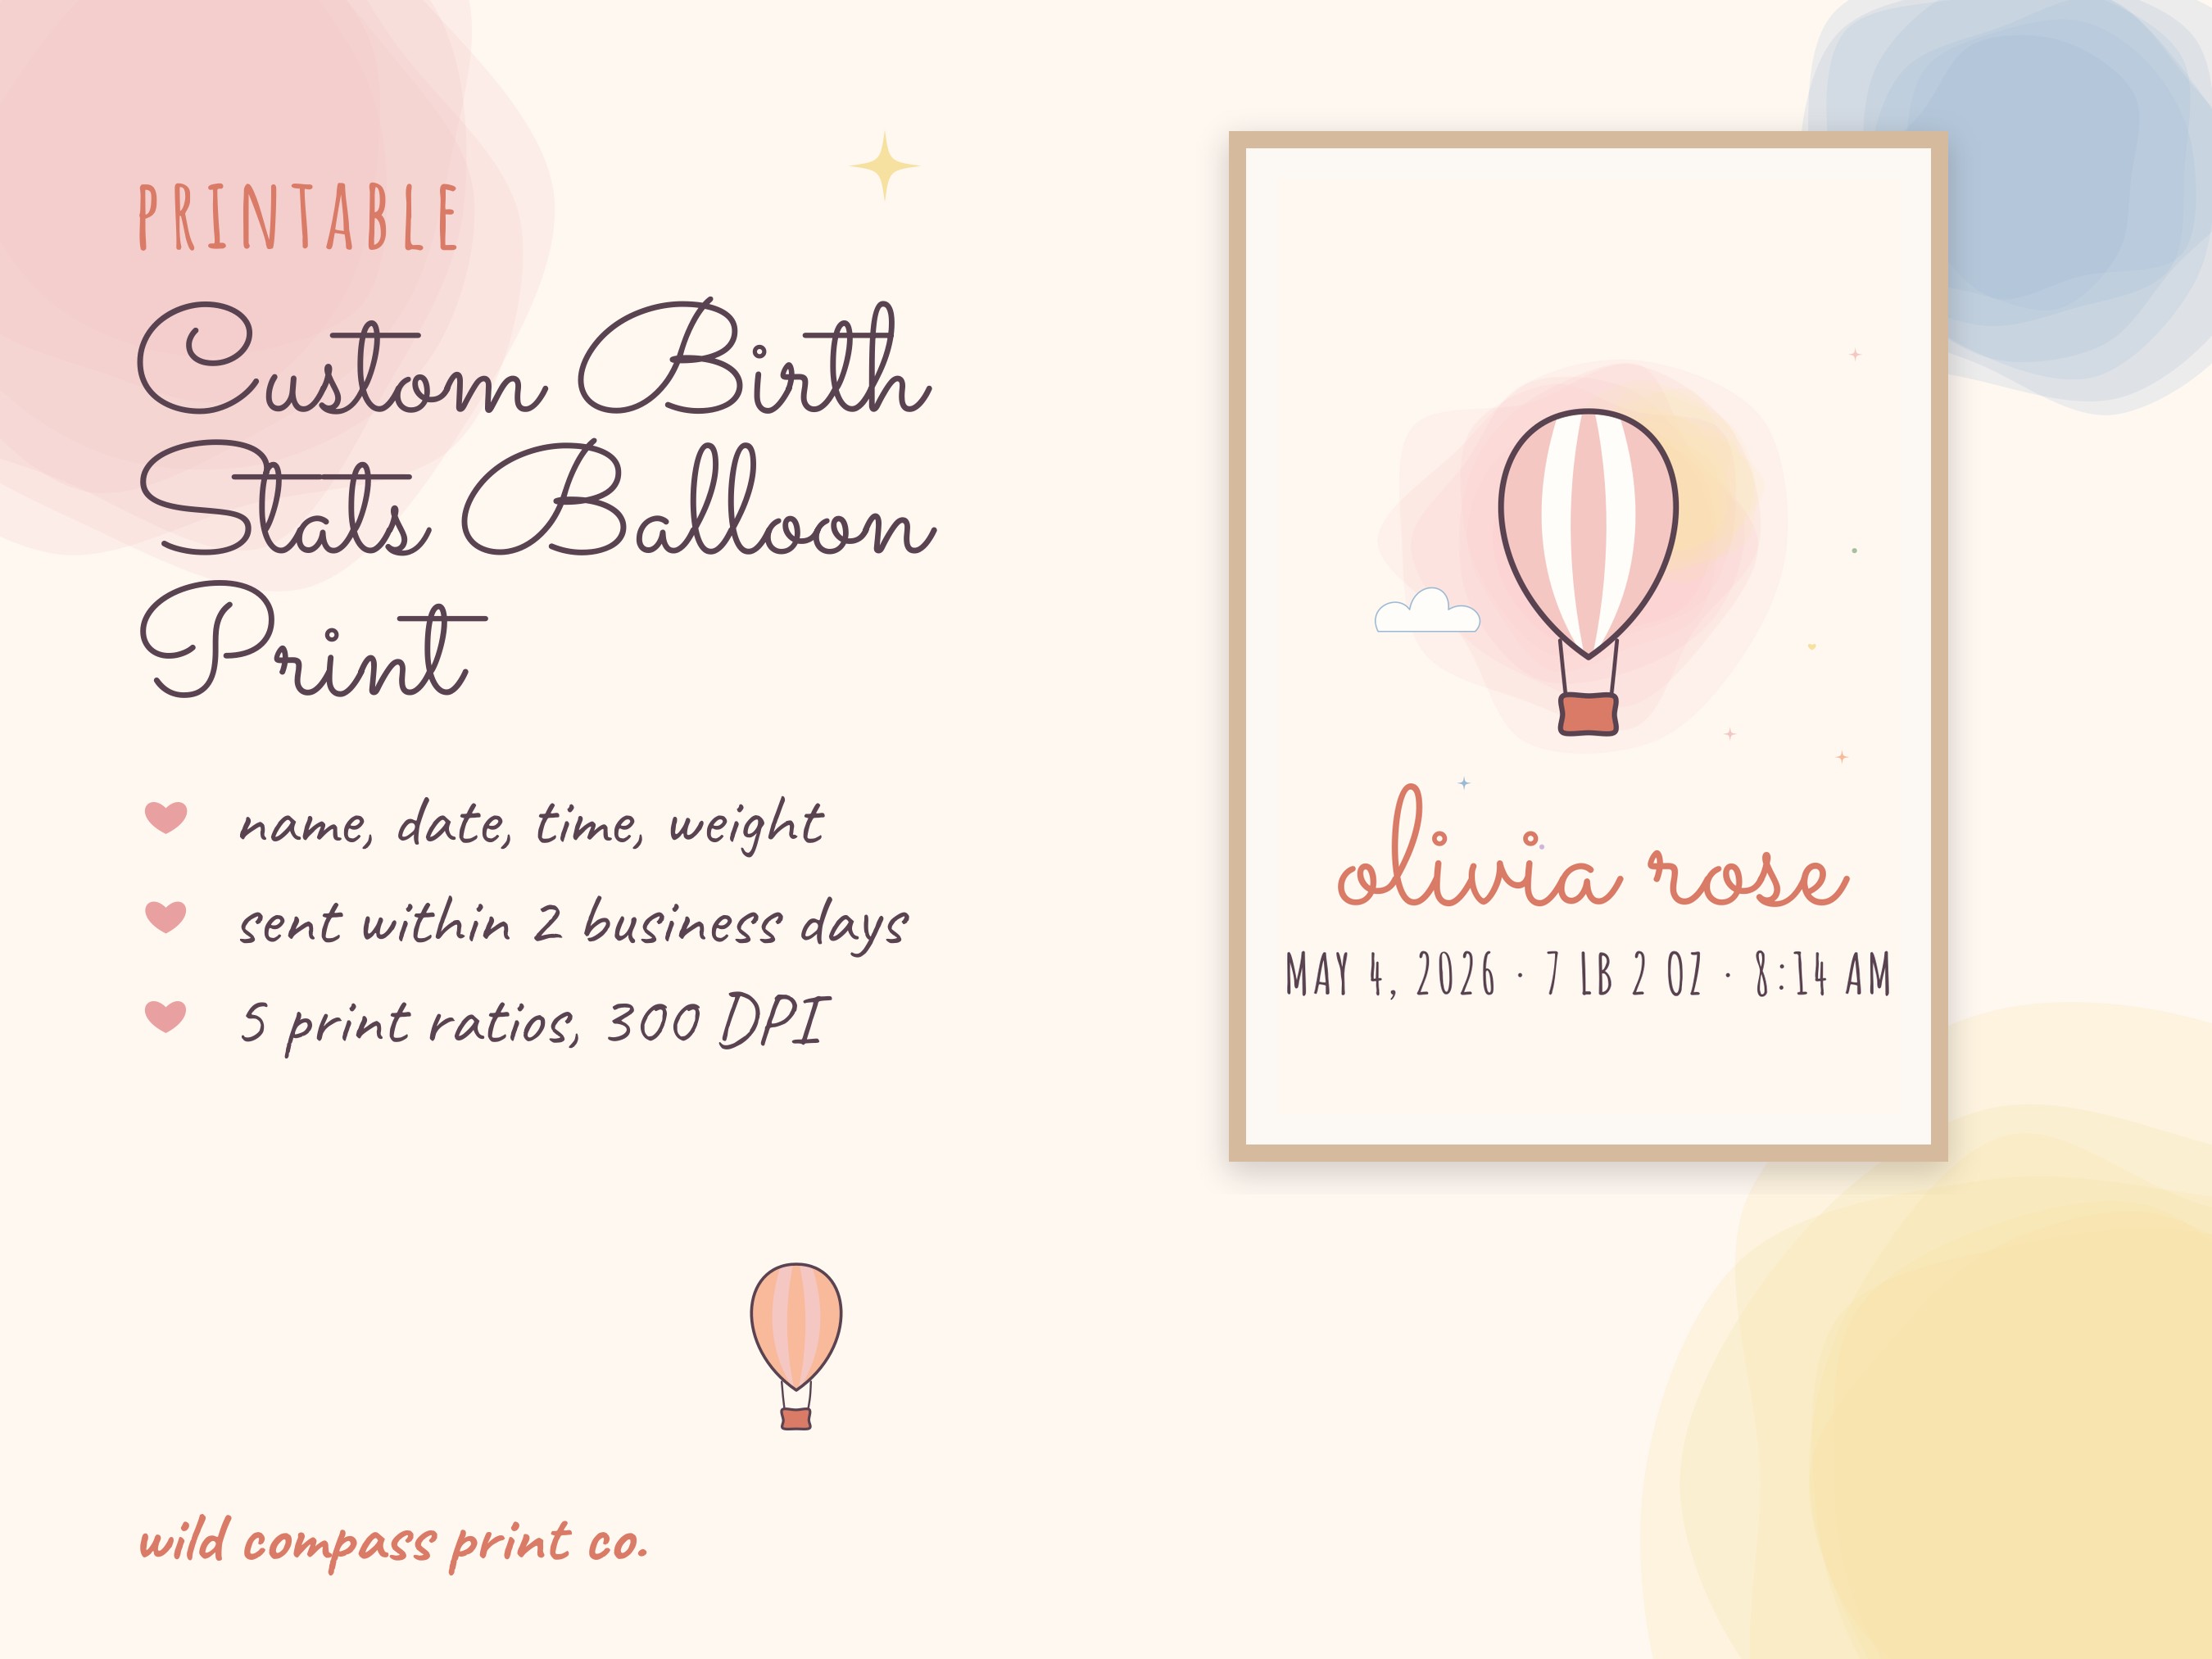 PRINTABLE
Custom Birth
Stats Balloon
Print
name, date, time, weight
sent within 2 business days
5 print ratios, 300 DPI
wild compass print co.
olivia rose
MAY 4, 2026 · 7 LB 2 OZ · 8:14 AM